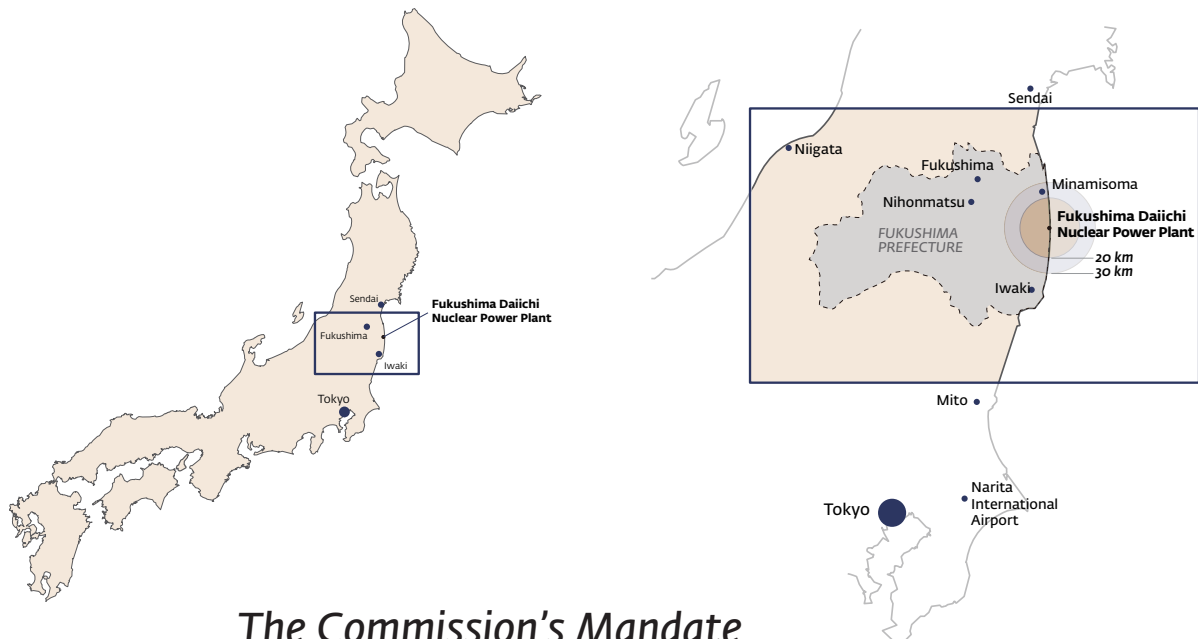 Sendai
Fukushima
Fukushima Daiichi
Nuclear Power Plant
Iwaki
Tokyo
Sendai
Niigata
Fukushima
Minamisoma
Nihonmatsu
Fukushima Daiichi
Nuclear Power Plant
FUKUSHIMA
PREFECTURE
20 km
30 km
Iwaki
Mito
Narita
International
Airport
Tokyo
The Commission's Mandate